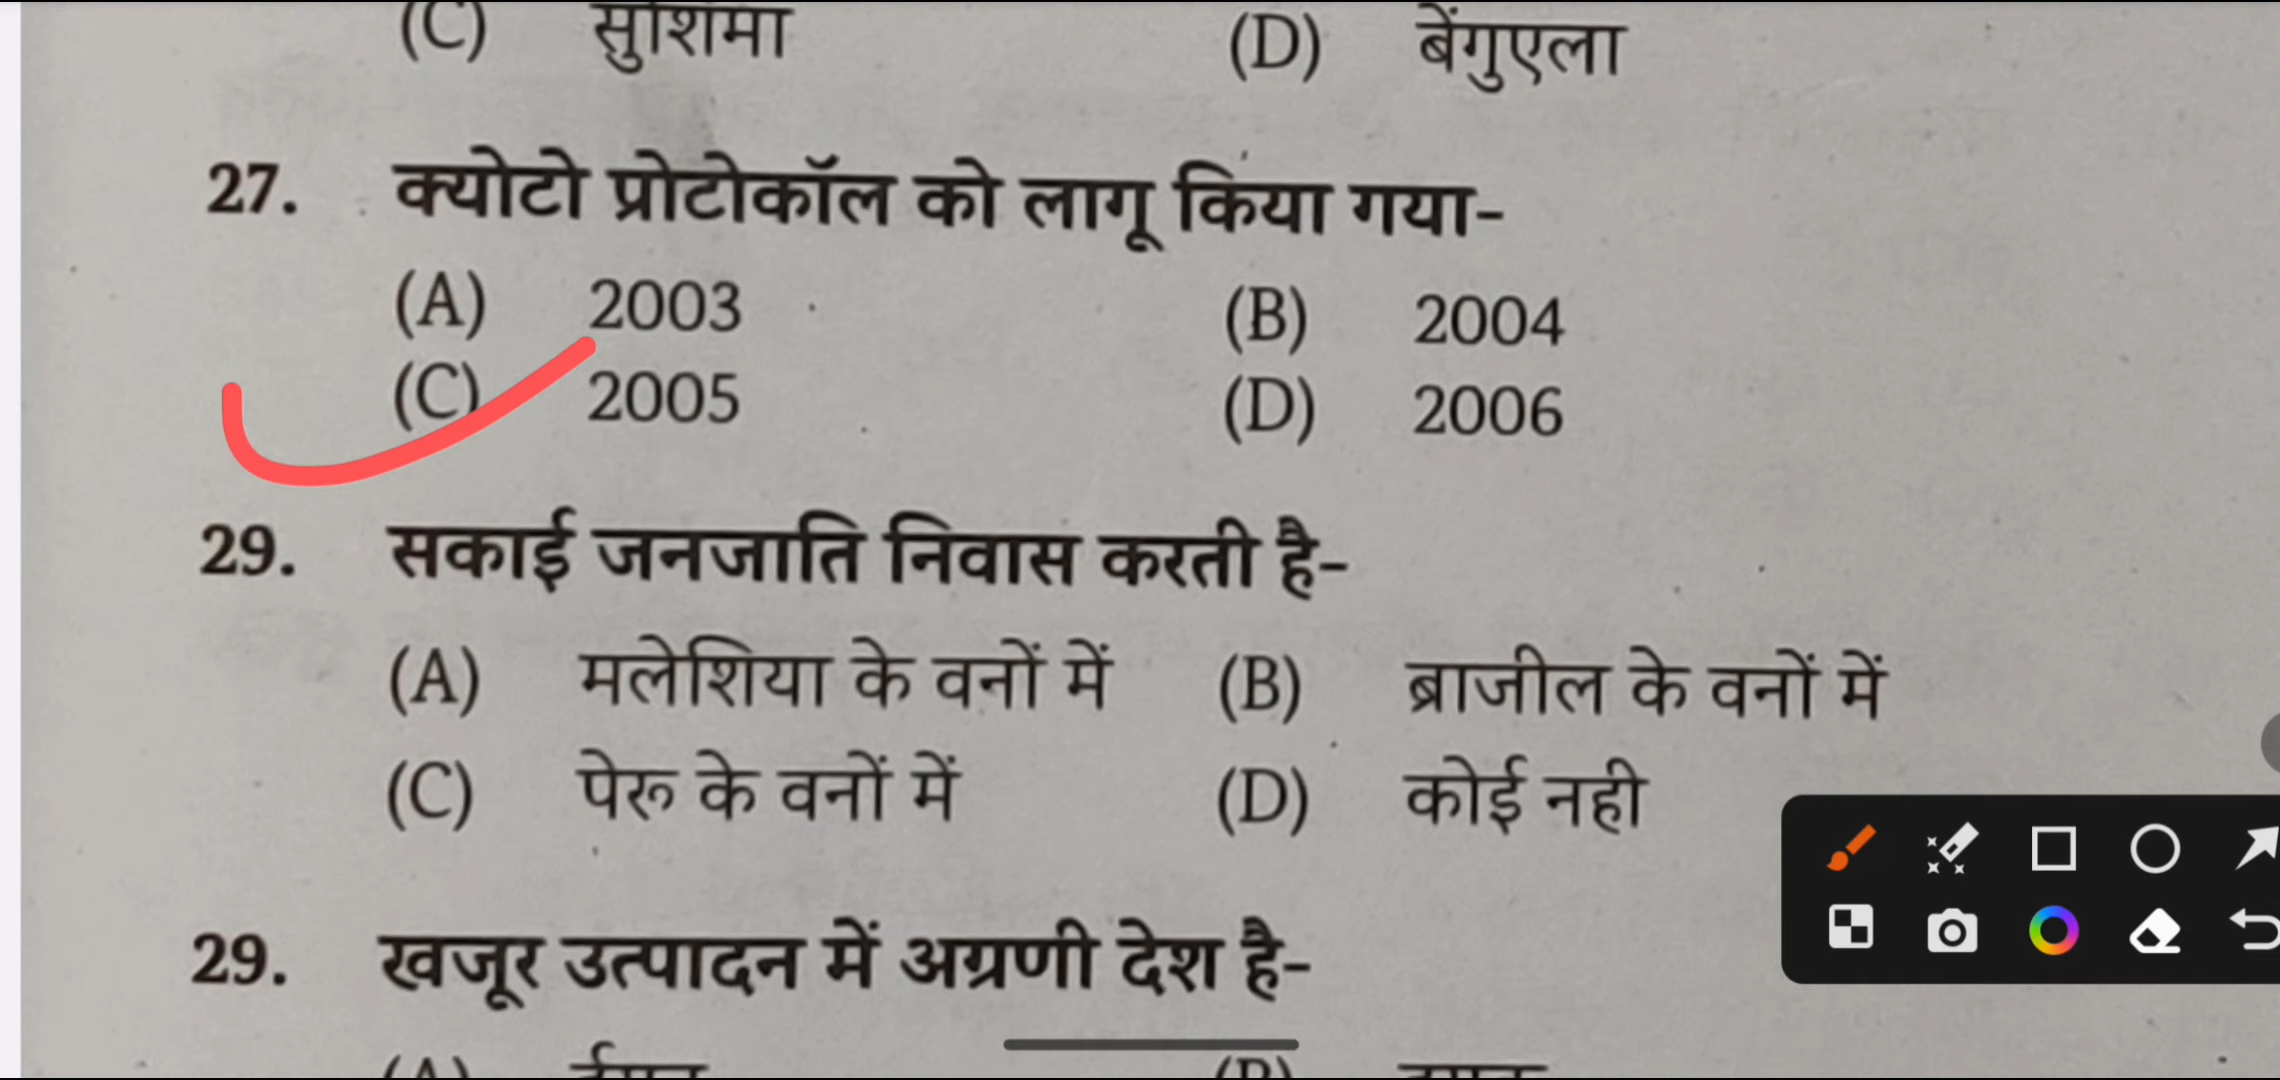 (C) सुशिमा (D) बेंगुएला
27. क्योटो प्रोटोकॉल को लागू किया गया-
(A) 2003 (B) 2004
(C) 2005 (D) 2006
29. सकाई जनजाति निवास करती है-
(A) मलेशिया के वनों में (B) ब्राजील के वनों में
(C) पेरू के वनों में (D) कोई नही
29. खजूर उत्पादन में अग्रणी देश है-
(A) (B)